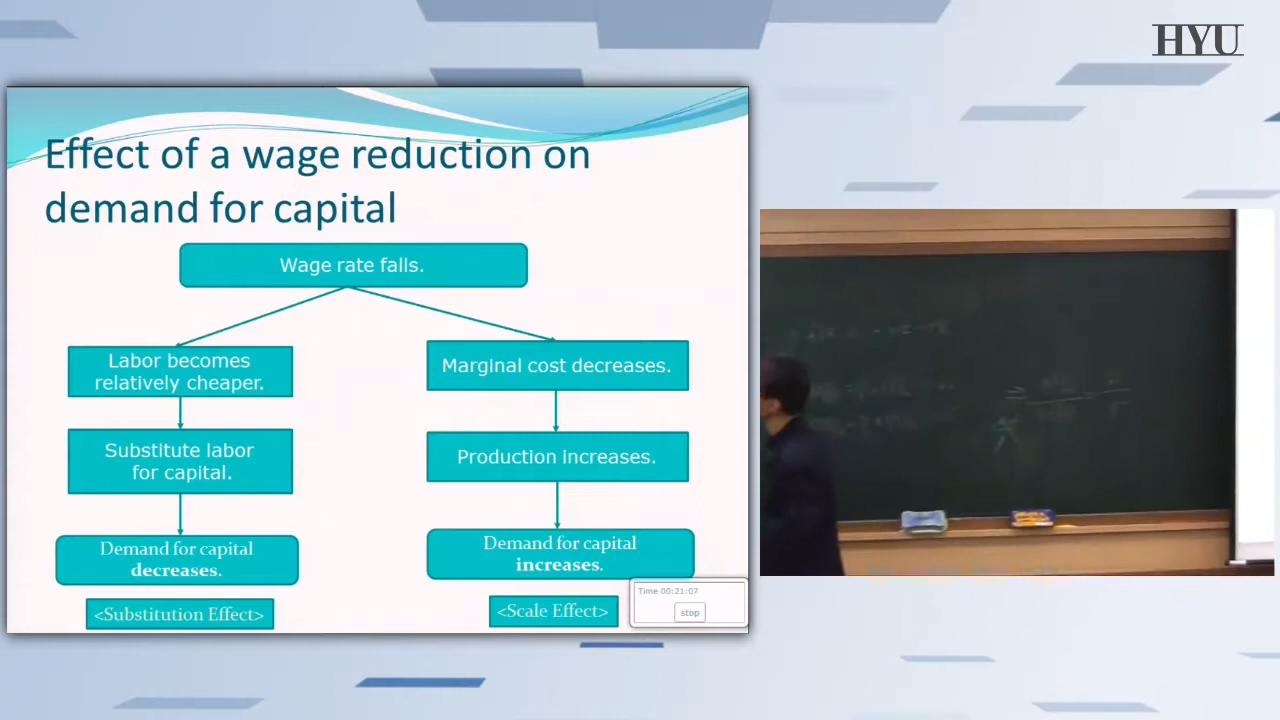 HYU
Effect of a wage reduction on
demand for capital
Wage rate falls.
Labor becomes
relatively cheaper.
Substitute labor
for capital.
Demand for capital
decreases.
<Substitution Effect>
Marginal cost decreases.
Production increases.
Demand for capital
increases.
<Scale Effect>
Time 00:21:07
stop